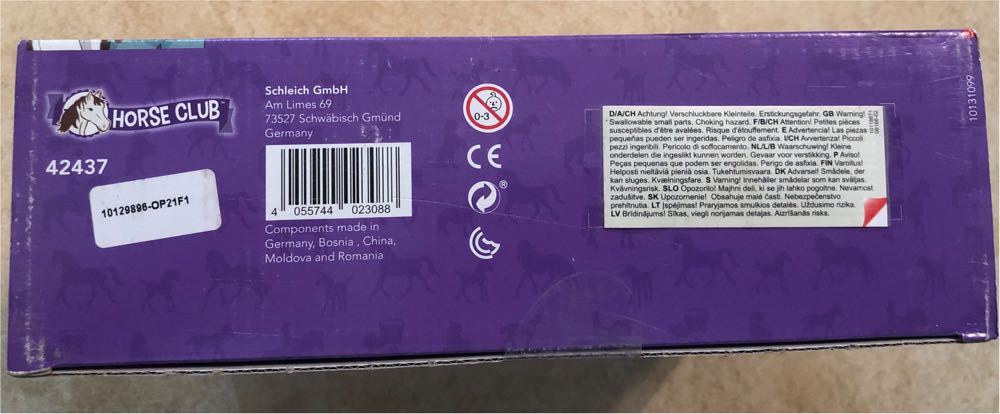 HORSE CLUB™
42437
10129896-OP21F1
Schleich GmbH
Am Limes 69
73527 Schwäbisch Gmünd
Germany
4 055744 023088
Components made in
Germany, Bosnia , China,
Moldova and Romania
0-3
CE
®
D/A/CH Achtung! Verschluckbare Kleinteile. Erstickungsgefahr. GB Warning!
Swallowable small parts. Choking hazard. F/B/CH Attention! Petites pièces
susceptibles d'être avalées. Risque d'étouffement. E Advertencia! Las piezas
pequeñas pueden ser ingeridas. Peligro de asfixia. I/CH Avvertenza! Piccoli
pezzi ingeribili. Pericolo di soffocamento. NL/L/B Waarschuwing! Kleine
onderdelen die ingeslikt kunnen worden. Gevaar voor verstikking. P Aviso!
Peças pequenas que podem ser engolidas. Perigo de asfixia. FIN Varoitus!
Helposti nieltäviä pieniä osia. Tukehtumisvaara. DK Advarsel! Smådele, der
kan sluges. Kvælningsfare. S Varning! Innehåller smådelar som kan sväljas.
Kvävningsrisk. SLO Opozorilo! Majhni deli, ki se jih lahko pogoltne. Nevarnost
zadušitve. SK Upozornenie! Obsahuje malé časti. Nebezpečenstvo
prehltnutia. LT Įspėjimas! Praryjamos smulkios detalės. Uždusimo rizika.
LV Brīdinājums! Sīkas, viegli norijamas detaļas. Aizrīšanās risks.
10131099